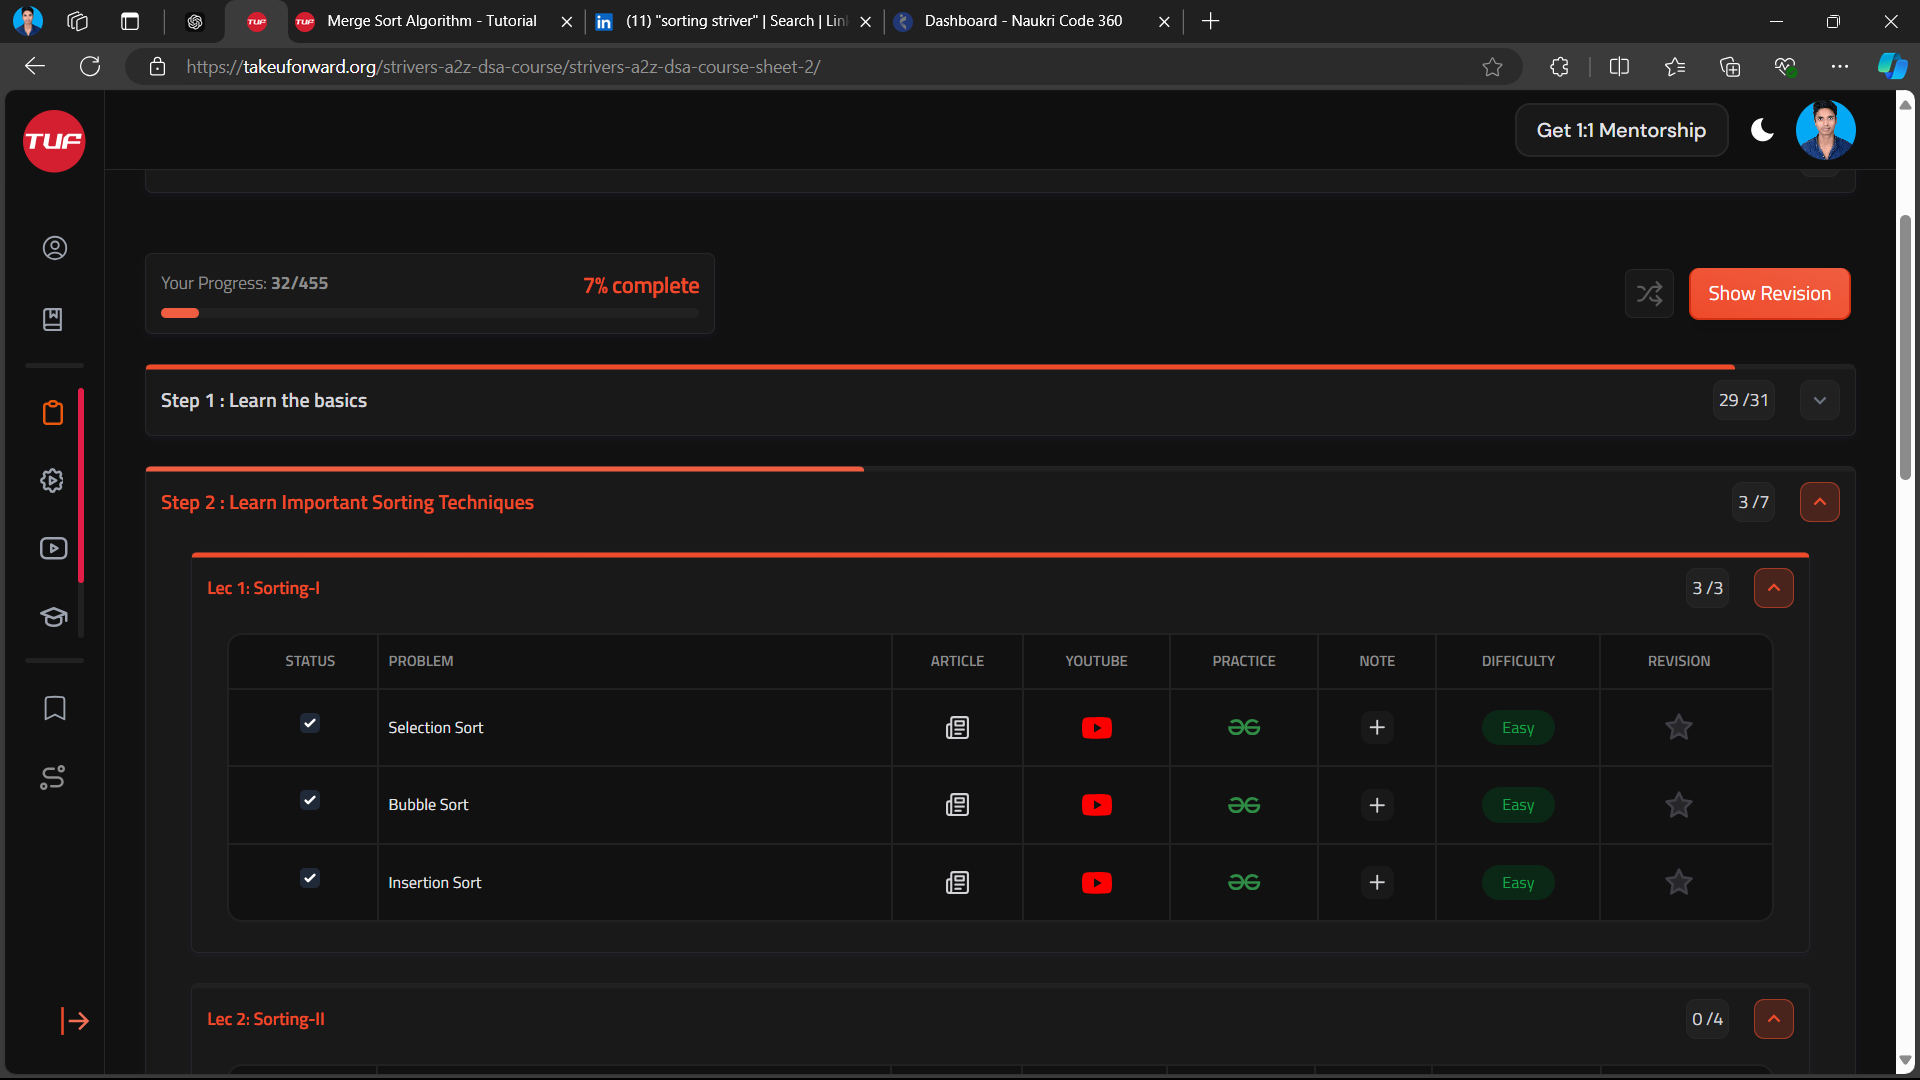 TUF
TUF
Merge Sort Algorithm - Tutorial
(11) "sorting striver" | Search | Lin
Dashboard - Naukri Code 360
https://takeuforward.org/strivers-a2z-dsa-course/strivers-a2z-dsa-course-sheet-2/
TUF
Get 1:1 Mentorship
Your Progress: 32/455
7% complete
Show Revision
Step 1 : Learn the basics
29 /31
Step 2 : Learn Important Sorting Techniques
3 /7
Lec 1: Sorting-I
3 /3
STATUS PROBLEM ARTICLE YOUTUBE PRACTICE NOTE DIFFICULTY REVISION
Selection Sort Easy
Bubble Sort Easy
Insertion Sort Easy
Lec 2: Sorting-II
0 /4